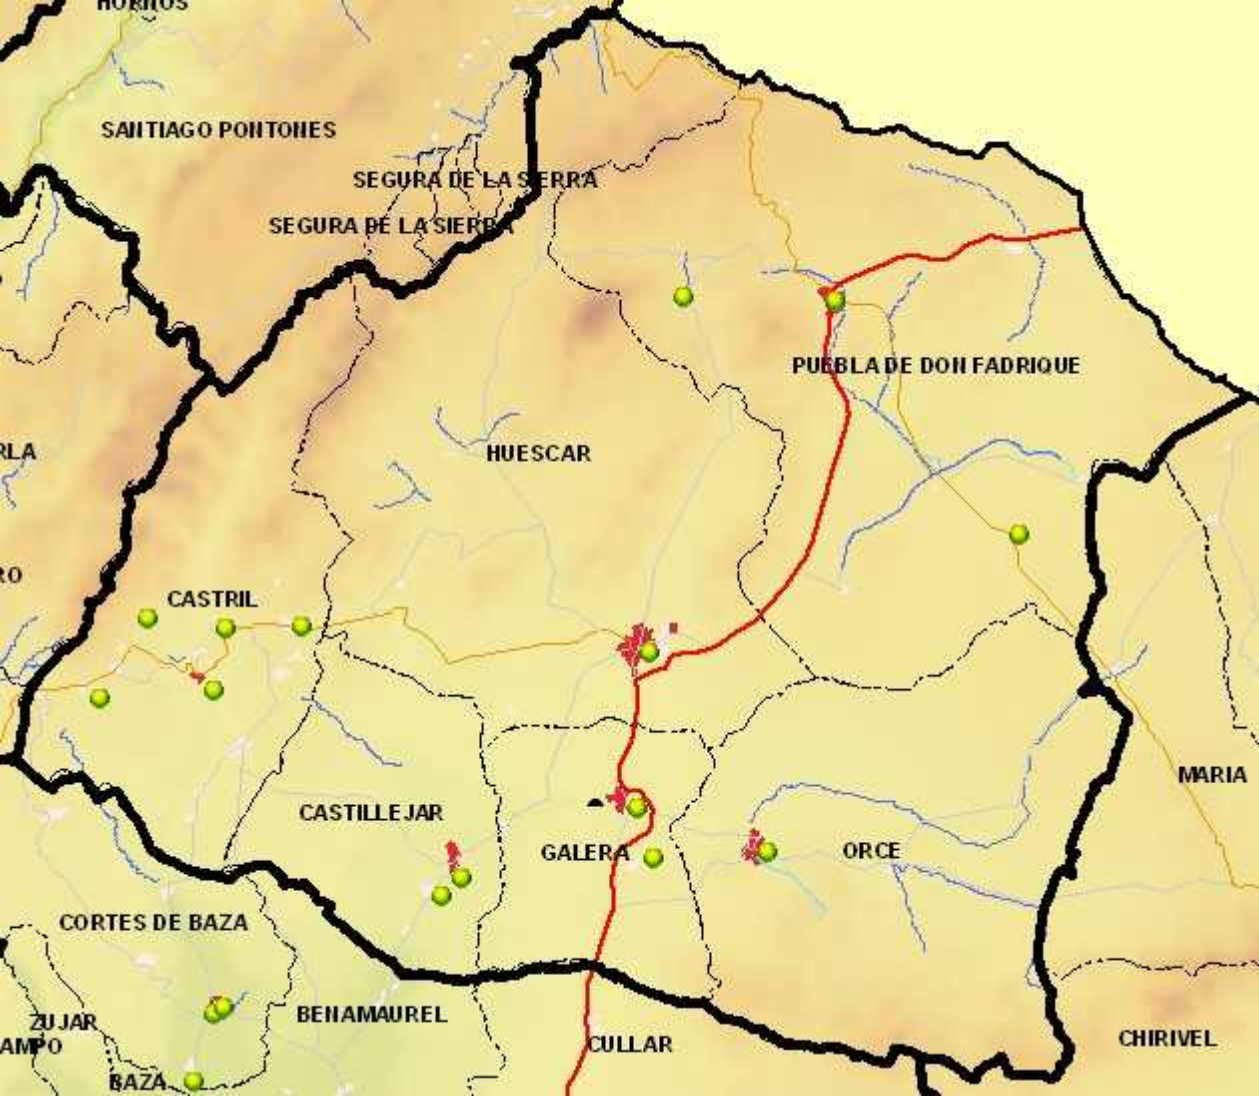 HORNOS
SANTIAGO PONTONES
SEGURA DE LA SIERRA
SEGURA DE LA SIERRA
PUEBLA DE DON FADRIQUE
RLA
HUESCAR
RO
CASTRIL
MARIA
CASTILLEJAR
GALERA
ORCE
CORTES DE BAZA
ZUJAR
BENAMAUREL
AMPO
CULLAR
CHIRIVEL
BAZA